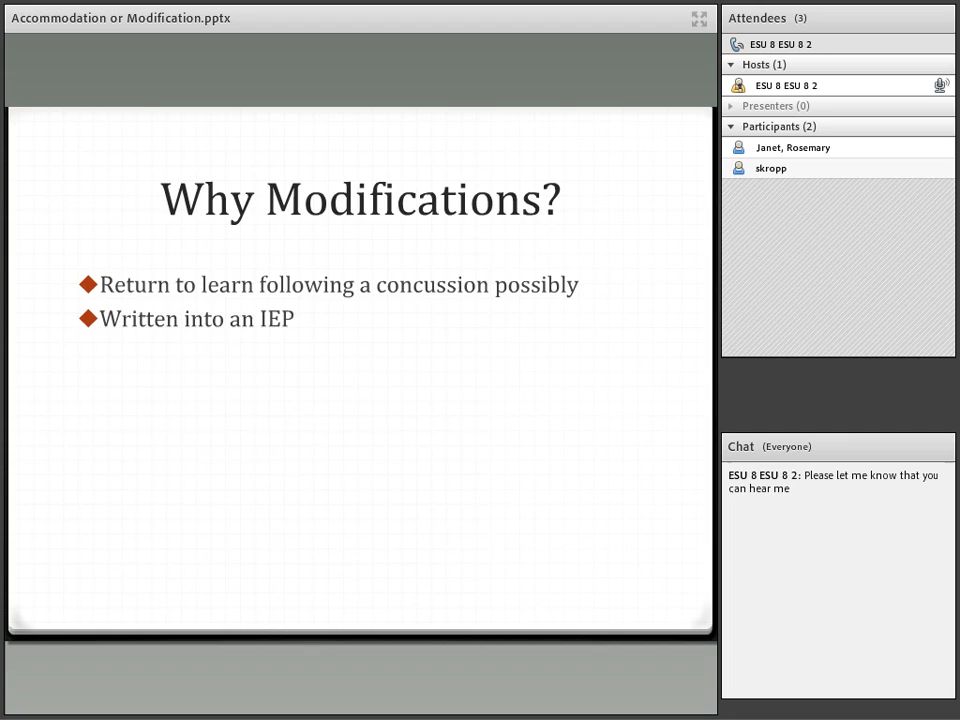 Accommodation or Modification.pptx
Why Modifications?
Return to learn following a concussion possibly
Written into an IEP
Attendees (3)
ESU 8 ESU 8 2
Hosts (1)
ESU 8 ESU 8 2
Presenters (0)
Participants (2)
Janet, Rosemary
skropp
Chat (Everyone)
ESU 8 ESU 8 2: Please let me know that you
can hear me